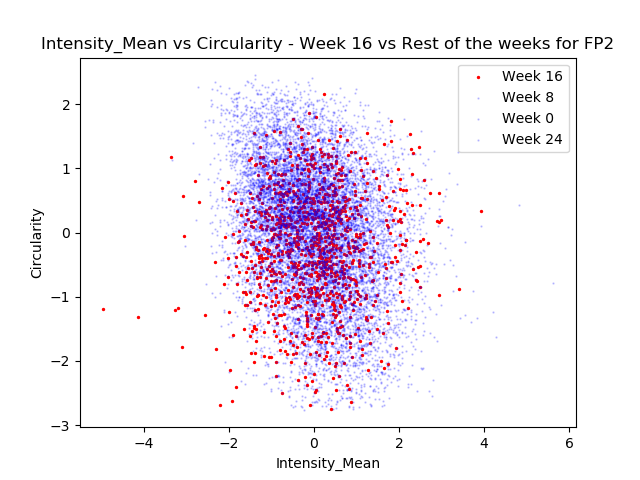 Intensity_Mean vs Circularity - Week 16 vs Rest of the weeks for FP2
Week 16
Week 8
Week 0
Week 24
Circularity
2
1
0
−1
−2
−3
−4
−2
0
2
4
6
Intensity_Mean